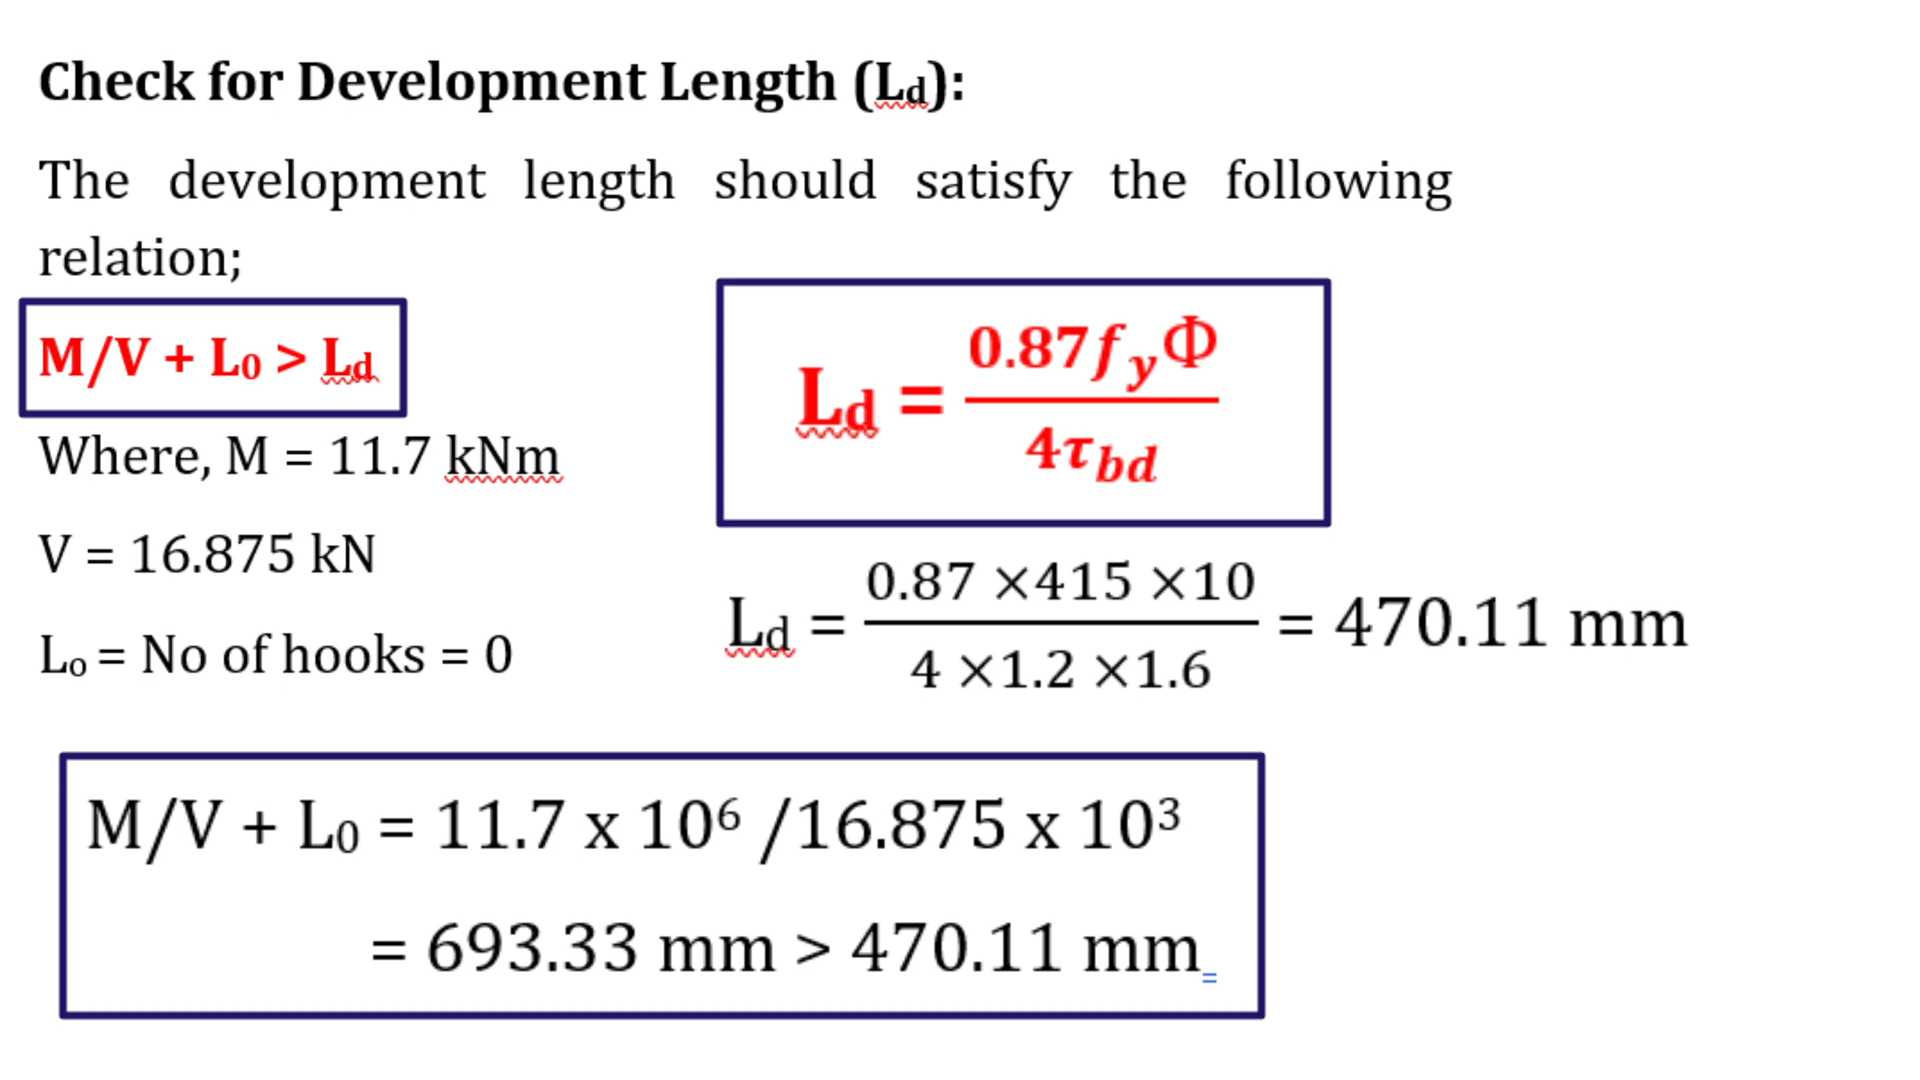 Check for Development Length (Ld):
The development length should satisfy the following
relation;
M/V + L0 > Ld
Where, M = 11.7 kNm
V = 16.875 kN
Lo = No of hooks = 0
Ld = 0.87fyΦ / 4τbd
Ld = 0.87 ×415 ×10 / 4 ×1.2 ×1.6 = 470.11 mm
M/V + L0 = 11.7 x 10⁶ /16.875 x 10³
= 693.33 mm > 470.11 mm =